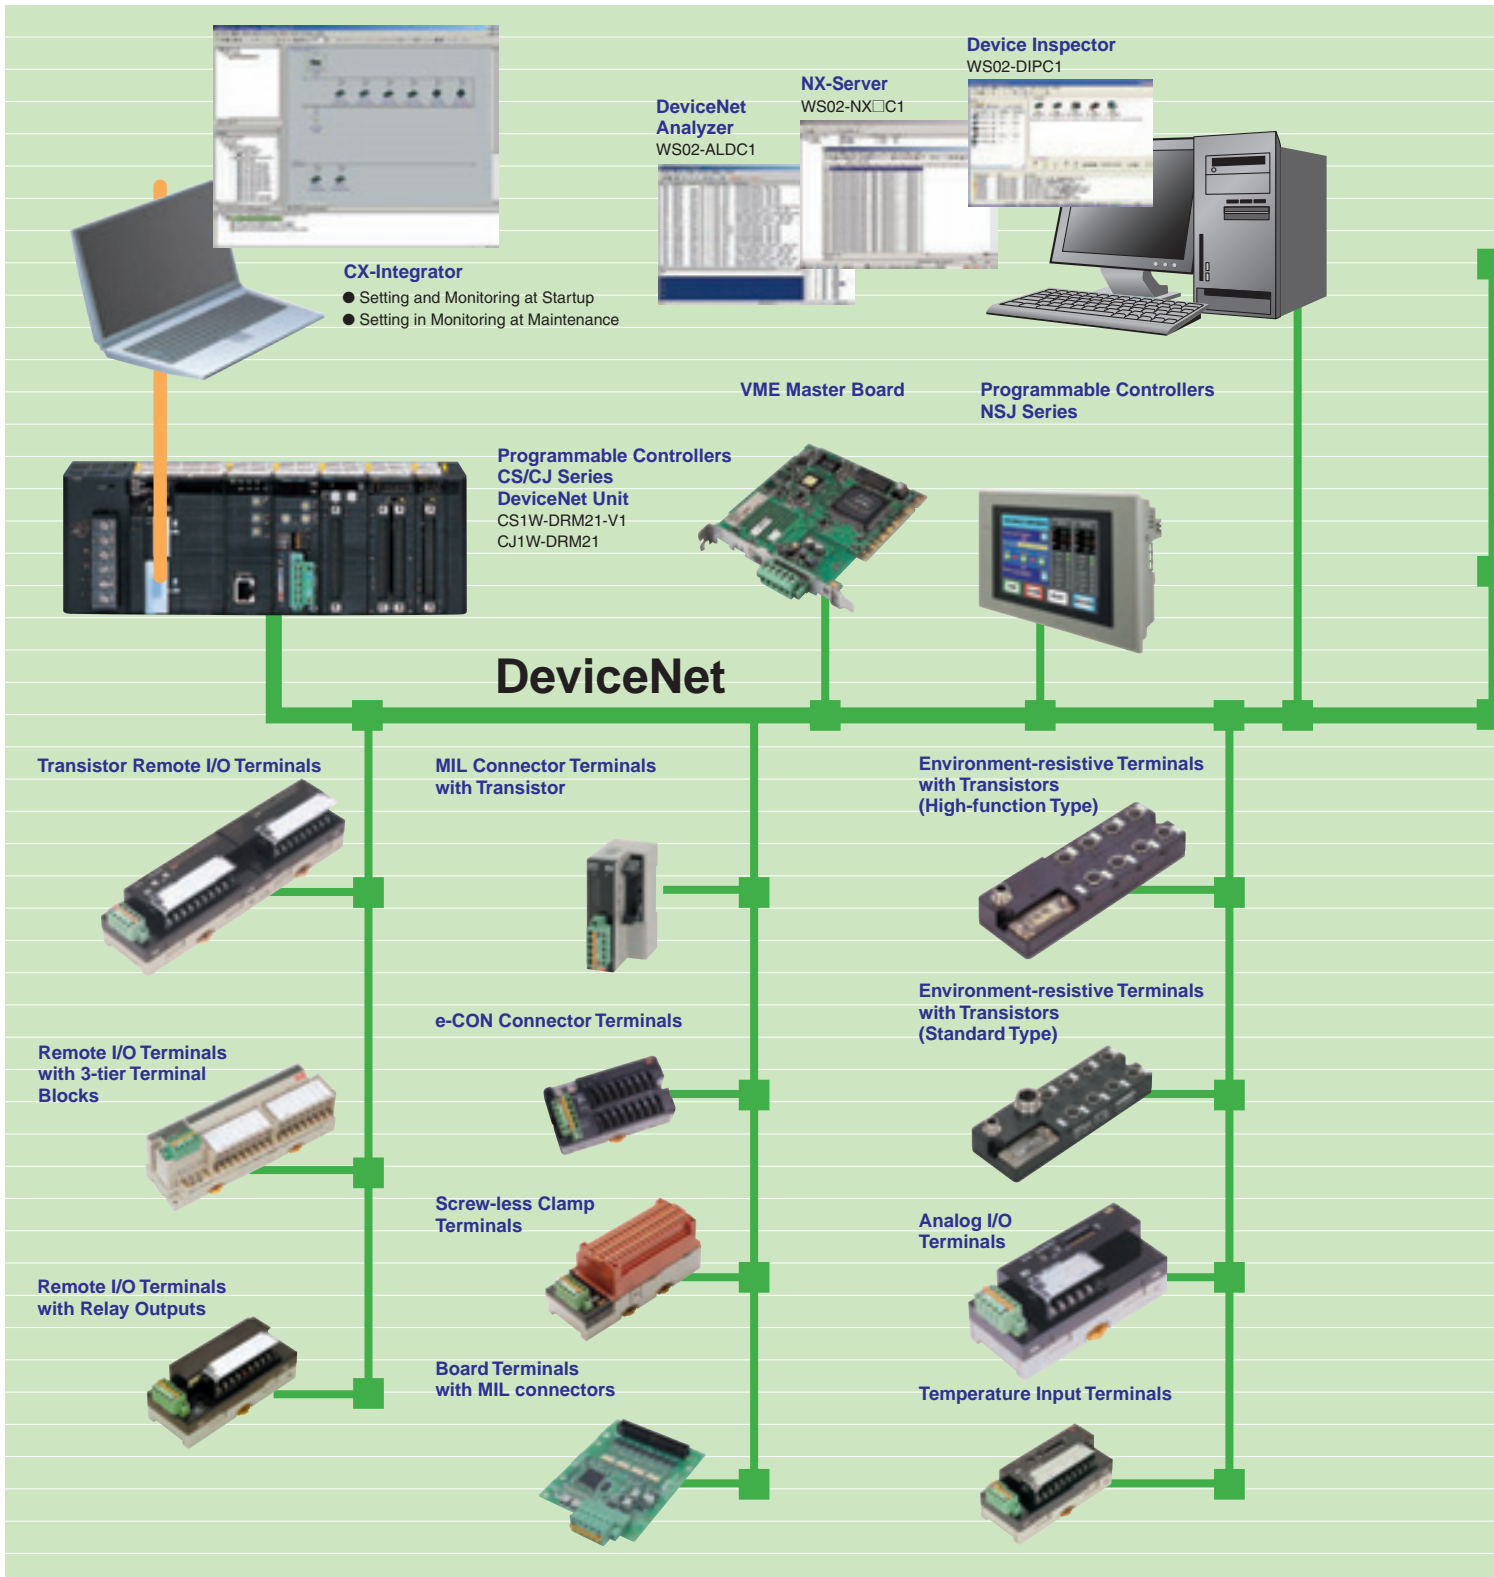 Device Inspector
WS02-DIPC1
NX-Server
WS02-NX□C1
DeviceNet
Analyzer
WS02-ALDC1
CX-Integrator
● Setting and Monitoring at Startup
● Setting in Monitoring at Maintenance
VME Master Board
Programmable Controllers
NSJ Series
Programmable Controllers
CS/CJ Series
DeviceNet Unit
CS1W-DRM21-V1
CJ1W-DRM21
DeviceNet
Transistor Remote I/O Terminals
MIL Connector Terminals
with Transistor
Environment-resistive Terminals
with Transistors
(High-function Type)
Remote I/O Terminals
with 3-tier Terminal
Blocks
e-CON Connector Terminals
Environment-resistive Terminals
with Transistors
(Standard Type)
Screw-less Clamp
Terminals
Analog I/O
Terminals
Remote I/O Terminals
with Relay Outputs
Board Terminals
with MIL connectors
Temperature Input Terminals